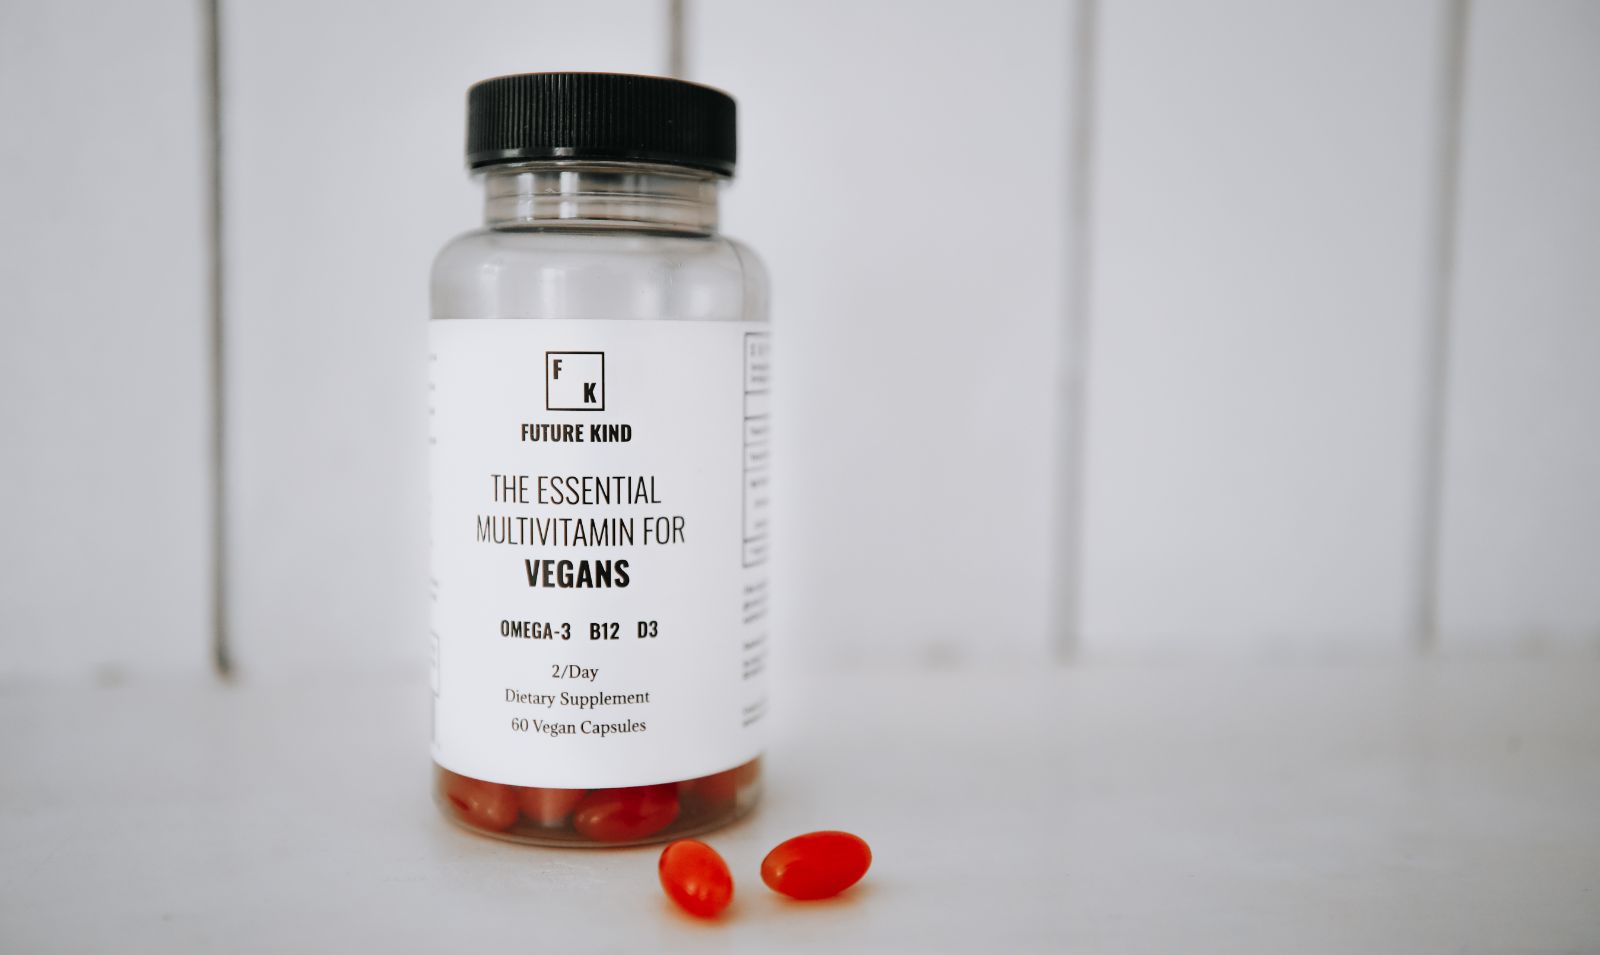 F
K
FUTURE KIND
THE ESSENTIAL
MULTIVITAMIN FOR
VEGANS
OMEGA-3 B12 D3
2/Day
Dietary Supplement
60 Vegan Capsules